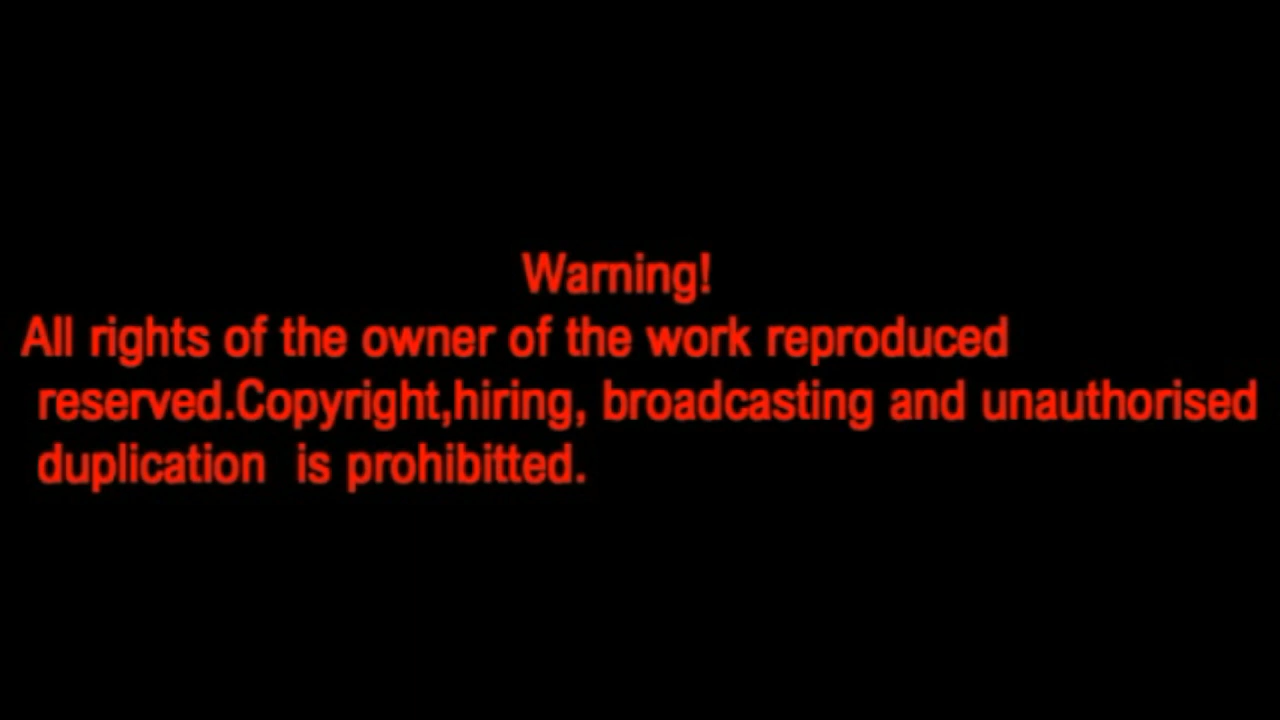 Warning!
All rights of the owner of the work reproduced
reserved.Copyright,hiring, broadcasting and unauthorised
duplication  is prohibitted.